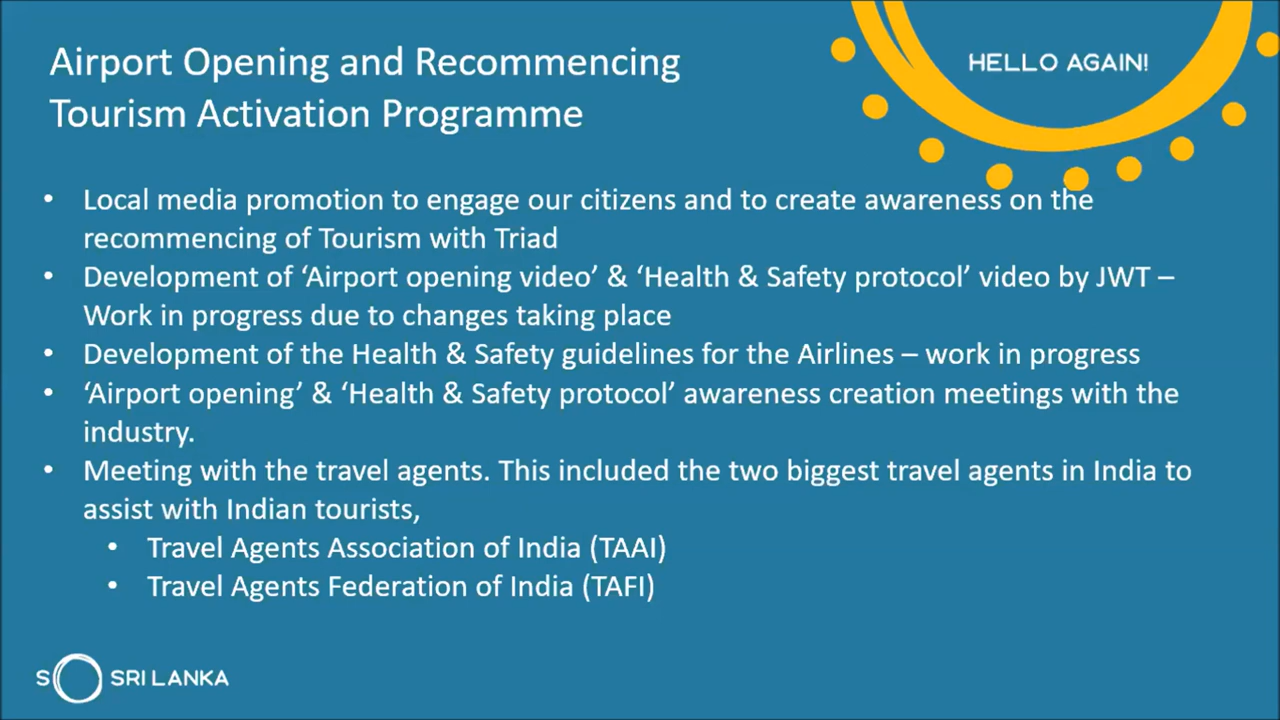 HELLO AGAIN!
Airport Opening and Recommencing
Tourism Activation Programme
• Local media promotion to engage our citizens and to create awareness on the
recommencing of Tourism with Triad
• Development of ‘Airport opening video’ & ‘Health & Safety protocol’ video by JWT –
Work in progress due to changes taking place
• Development of the Health & Safety guidelines for the Airlines – work in progress
• ‘Airport opening’ & ‘Health & Safety protocol’ awareness creation meetings with the
industry.
• Meeting with the travel agents. This included the two biggest travel agents in India to
assist with Indian tourists,
• Travel Agents Association of India (TAAI)
• Travel Agents Federation of India (TAFI)
SO SRI LANKA